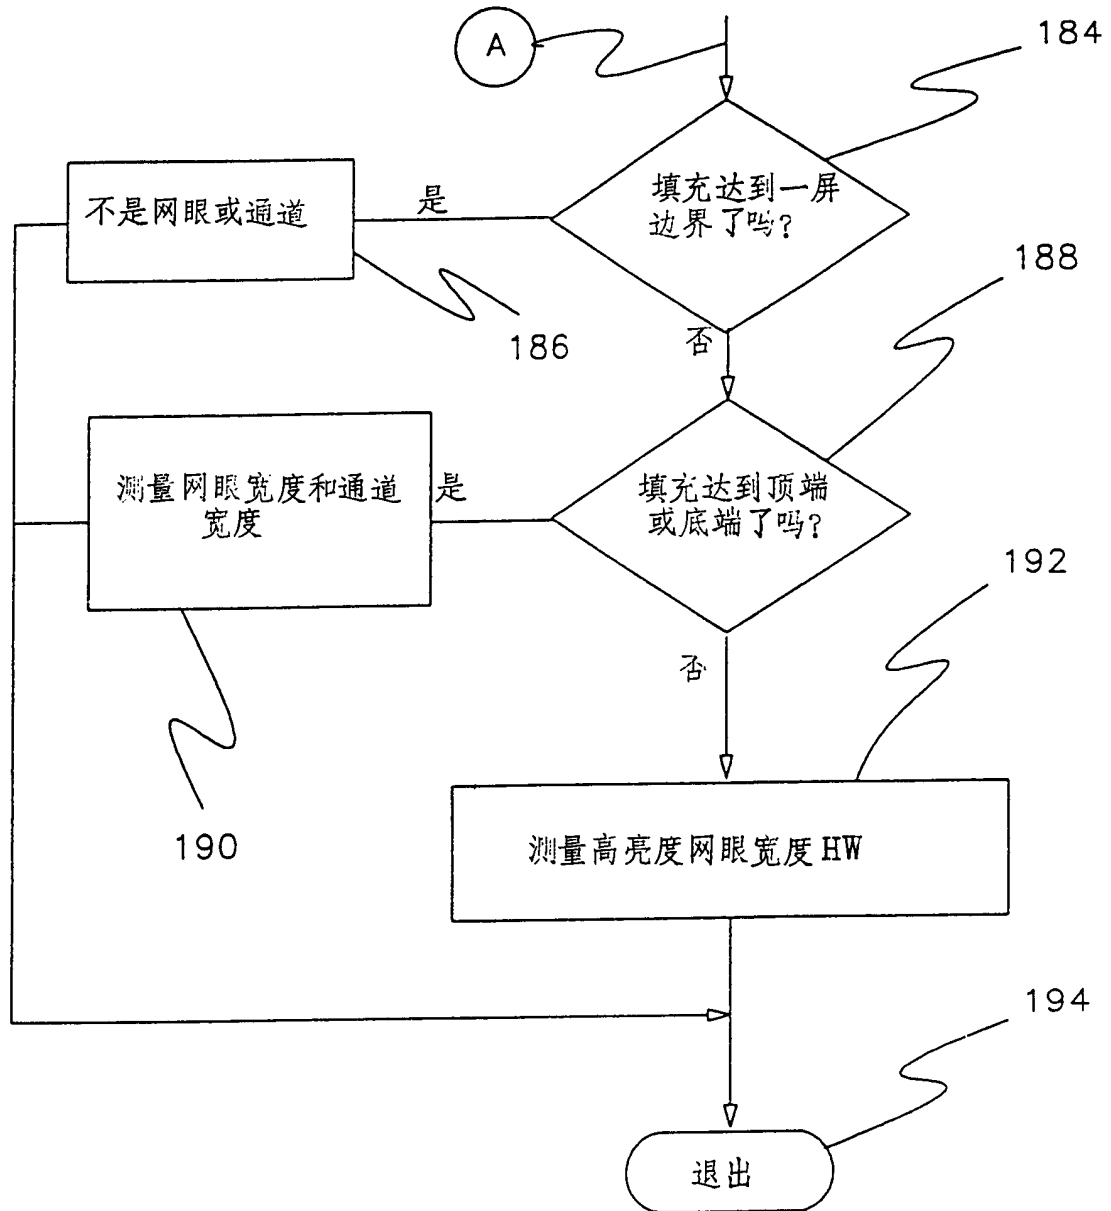 A
184
填充达到一屏
边界了吗?
是
不是网眼或通道
186
否
188
填充达到顶端
或底端了吗?
是
测量网眼宽度和通道
宽度
190
否
192
测量高亮度网眼宽度HW
194
退出